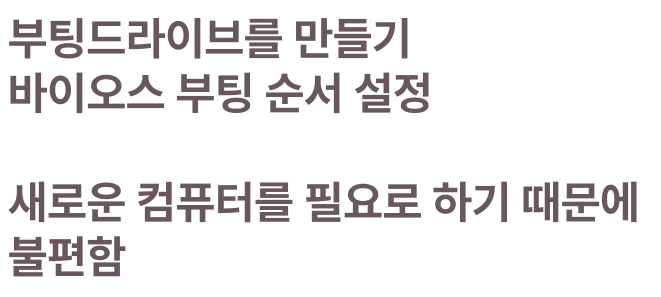 부팅드라이브를 만들기
바이오스 부팅 순서 설정
새로운 컴퓨터를 필요로 하기 때문에
불편함